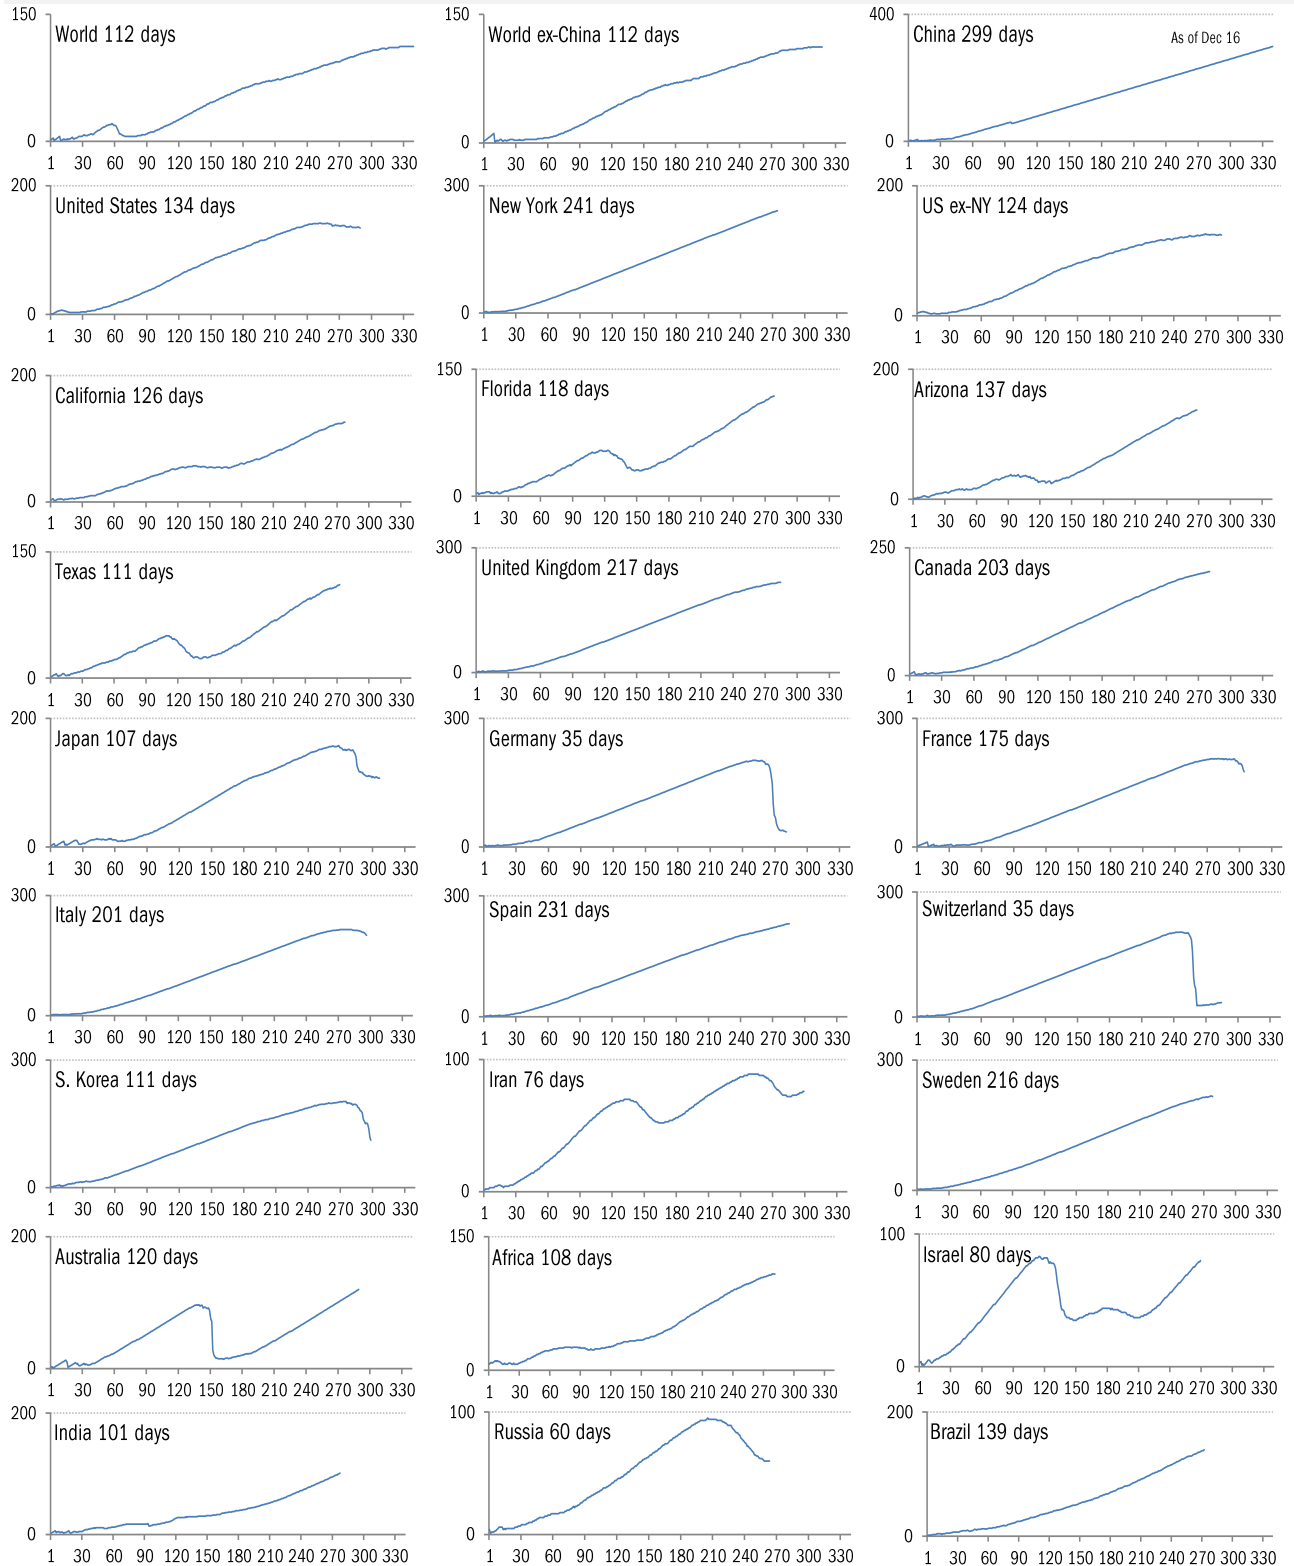 150 150 400
World 112 days World ex-China 112 days China 299 days As of Dec 16
0 0 0
1 30 60 90 120 150 180 210 240 270 300 330 1 30 60 90 120 150 180 210 240 270 300 330 1 30 60 90 120 150 180 210 240 270 300 330
200 300 200
United States 134 days New York 241 days US ex-NY 124 days
0 0 0
1 30 60 90 120 150 180 210 240 270 300 330 1 30 60 90 120 150 180 210 240 270 300 330 1 30 60 90 120 150 180 210 240 270 300 330
200 150 200
California 126 days Florida 118 days Arizona 137 days
0 0 0
1 30 60 90 120 150 180 210 240 270 300 330 1 30 60 90 120 150 180 210 240 270 300 330 1 30 60 90 120 150 180 210 240 270 300 330
150 300 250
Texas 111 days United Kingdom 217 days Canada 203 days
0 0 0
1 30 60 90 120 150 180 210 240 270 300 330 1 30 60 90 120 150 180 210 240 270 300 330 1 30 60 90 120 150 180 210 240 270 300 330
200 300 300
Japan 107 days Germany 35 days France 175 days
0 0 0
1 30 60 90 120 150 180 210 240 270 300 330 1 30 60 90 120 150 180 210 240 270 300 330 1 30 60 90 120 150 180 210 240 270 300 330
300 300 300
Italy 201 days Spain 231 days Switzerland 35 days
0 0 0
1 30 60 90 120 150 180 210 240 270 300 330 1 30 60 90 120 150 180 210 240 270 300 330 1 30 60 90 120 150 180 210 240 270 300 330
300 100 300
S. Korea 111 days Iran 76 days Sweden 216 days
0 0 0
1 30 60 90 120 150 180 210 240 270 300 330 1 30 60 90 120 150 180 210 240 270 300 330 1 30 60 90 120 150 180 210 240 270 300 330
200 150 100
Australia 120 days Africa 108 days Israel 80 days
0 0 0
1 30 60 90 120 150 180 210 240 270 300 330 1 30 60 90 120 150 180 210 240 270 300 330 1 30 60 90 120 150 180 210 240 270 300 330
200 100 200
India 101 days Russia 60 days Brazil 139 days
0 0 0
1 30 60 90 120 150 180 210 240 270 300 330 1 30 60 90 120 150 180 210 240 270 300 330 1 30 60 90 120 150 180 210 240 270 300 330